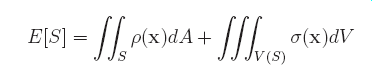 E[S] = ∬_S ρ(x)dA + ∭_{V(S)} σ(x)dV